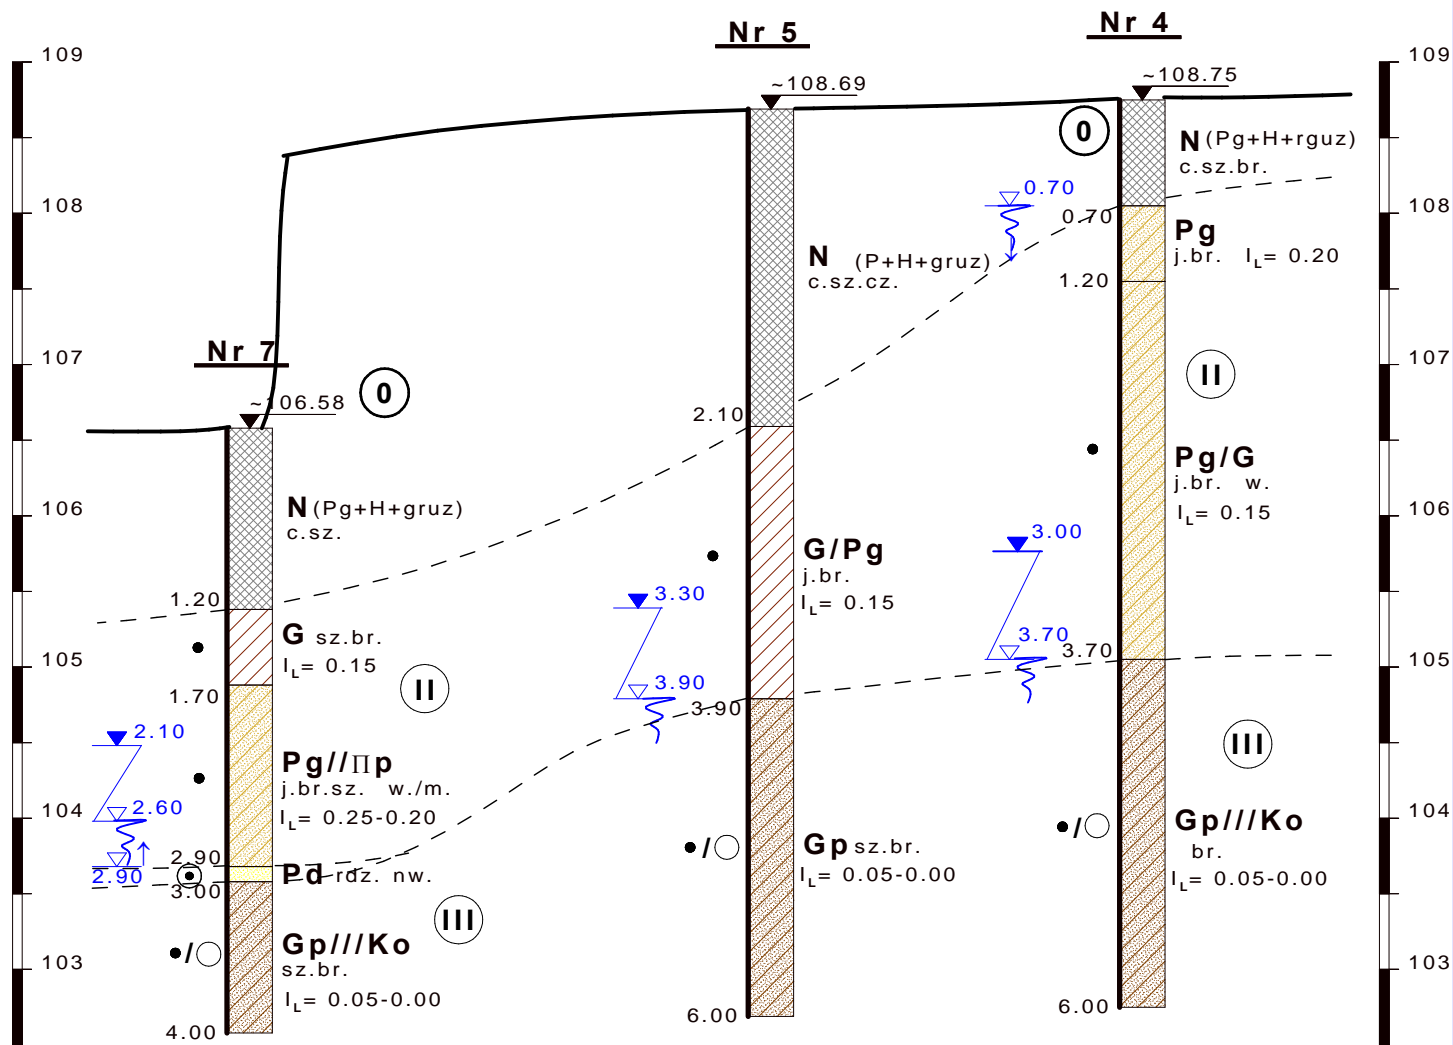 Nr 5
Nr 4
109
109
~108.69
~108.75
0
N (Pg+H+rguz)
c.sz.br.
0.70
108
0.70
108
Pg
j.br. IL= 0.20
N (P+H+gruz)
c.sz.cz.
1.20
Nr 7
107
107
~106.58
0
II
2.10
Pg/G
j.br. w.
IL= 0.15
N (Pg+H+gruz)
c.sz.
106
106
3.00
G/Pg
j.br.
IL= 0.15
1.20
3.30
G sz.br.
IL= 0.15
3.70
3.70
105
105
II
1.70
3.90
3.90
2.10
III
Pg//Πp
j.br.sz. w./m.
IL= 0.25-0.20
2.60
104
104
Gp///Ko
br.
IL= 0.05-0.00
Gp sz.br.
IL= 0.05-0.00
2.90
2.90
Pd rdz. nw.
3.00
III
Gp///Ko
sz.br.
IL= 0.05-0.00
103
103
4.00
6.00
6.00